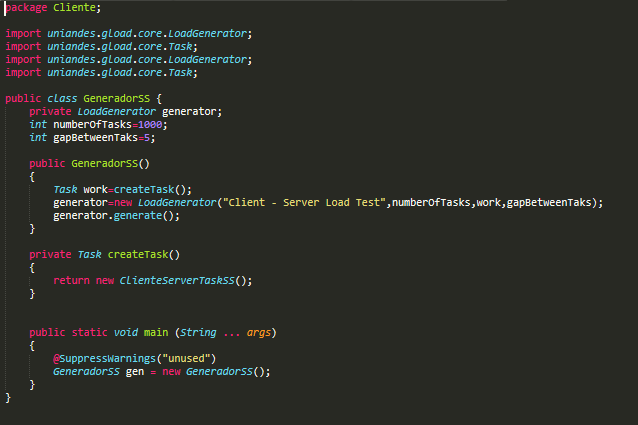 package Cliente;
import uniandes.gload.core.LoadGenerator;
import uniandes.gload.core.Task;
import uniandes.gload.core.LoadGenerator;
import uniandes.gload.core.Task;
public class GeneradorSS {
private LoadGenerator generator;
int numberOfTasks=1000;
int gapBetweenTaks=5;
public GeneradorSS()
{
Task work=createTask();
generator=new LoadGenerator("Client - Server Load Test",numberOfTasks,work,gapBetweenTaks);
generator.generate();
}
private Task createTask()
{
return new ClienteServerTaskSS();
}
public static void main (String ... args)
{
@SuppressWarnings("unused")
GeneradorSS gen = new GeneradorSS();
}
}